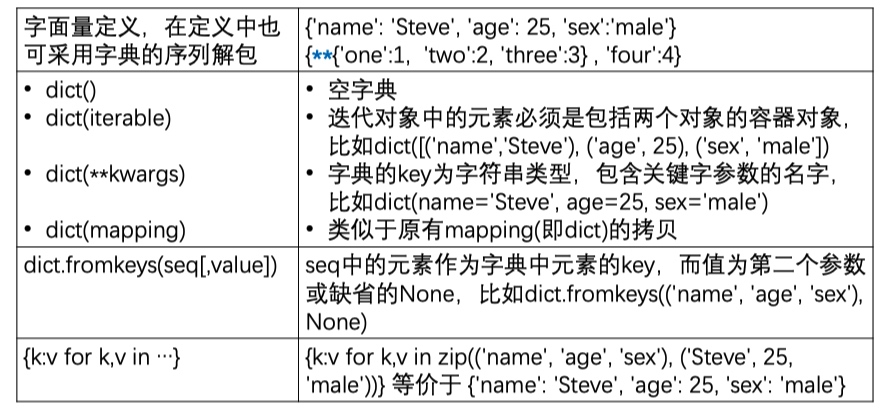 字面量定义，在定义中也
可采用字典的序列解包
{'name': 'Steve', 'age': 25, 'sex':'male'}
{**{'one':1, 'two':2, 'three':3} , 'four':4}
• dict()
• dict(iterable)
• dict(**kwargs)
• dict(mapping)
• 空字典
• 迭代对象中的元素必须是包括两个对象的容器对象，
比如dict([('name','Steve'), ('age', 25), ('sex', 'male'])
• 字典的key为字符串类型，包含关键字参数的名字，
比如dict(name='Steve', age=25, sex='male')
• 类似于原有mapping(即dict)的拷贝
dict.fromkeys(seq[,value])
seq中的元素作为字典中元素的key，而值为第二个参数
或缺省的None，比如dict.fromkeys(('name', 'age', 'sex'),
None)
{k:v for k,v in …}
{k:v for k,v in zip(('name', 'age', 'sex'), ('Steve', 25,
'male'))} 等价于 {'name': 'Steve', 'age': 25, 'sex': 'male'}